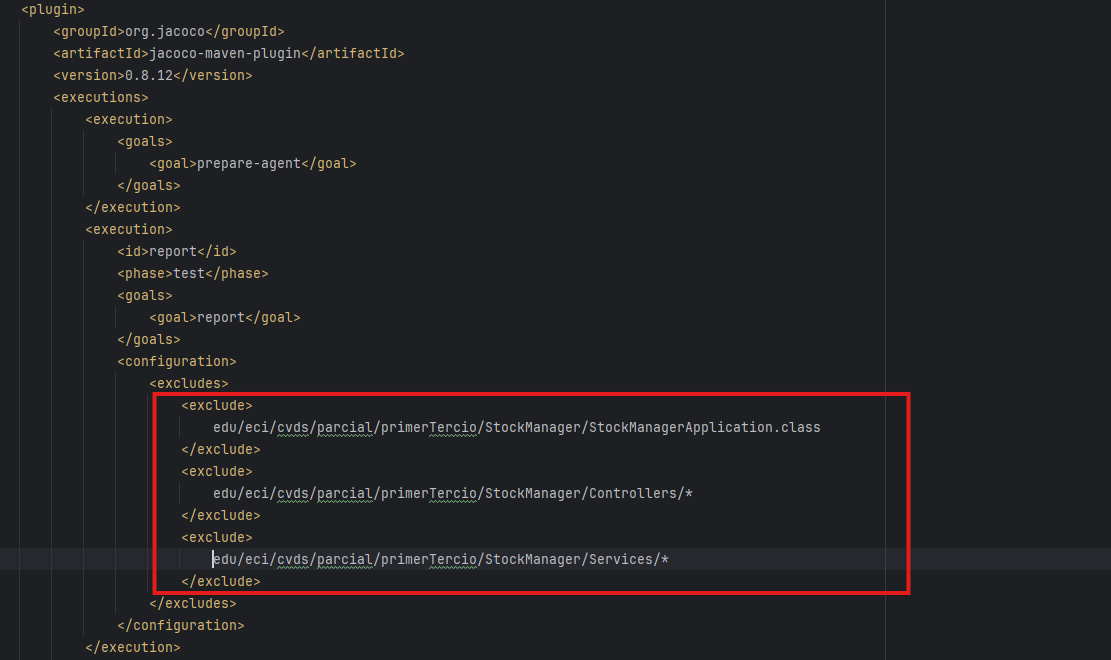 <plugin>
<groupId>org.jacoco</groupId>
<artifactId>jacoco-maven-plugin</artifactId>
<version>0.8.12</version>
<executions>
<execution>
<goals>
<goal>prepare-agent</goal>
</goals>
</execution>
<execution>
<id>report</id>
<phase>test</phase>
<goals>
<goal>report</goal>
</goals>
<configuration>
<excludes>
<exclude>
edu/eci/cvds/parcial/primerTercio/StockManager/StockManagerApplication.class
</exclude>
<exclude>
edu/eci/cvds/parcial/primerTercio/StockManager/Controllers/*
</exclude>
<exclude>
edu/eci/cvds/parcial/primerTercio/StockManager/Services/*
</exclude>
</excludes>
</configuration>
</execution>